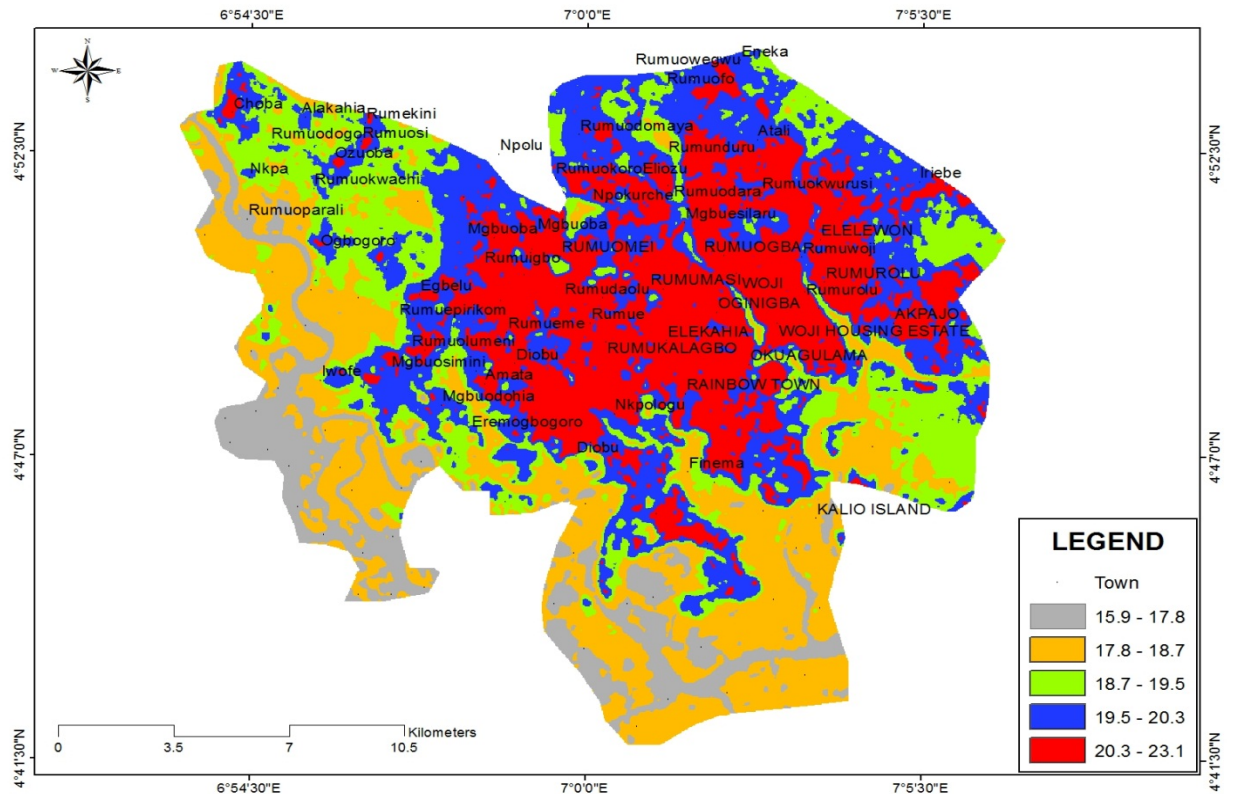 6°54'30"E 7°0'0"E 7°5'30"E
N
W E
S
Eneka
Rumuowegwu
Rumuofo
Choba
Alakahia
Rumekini
4°52'30"N
Rumuodogo
Rumuosi
Rumuodomaya
Atali
4°52'30"N
Ozuoba
Npolu
Rumunduru
Nkpa
Rumuokwachi
Rumuokoro
Eliozu
Rumuokwurusi
Iriebe
Npokurche
Rumuodara
Rumuoparali
Mgbuesilaru
Ogbogoro
Mgbuoba
Mgbuoba
RUMUOMEI
RUMUOGBA
ELELEWON
Rumuwoji
Rumuigbo
RUMUMASI
WOJI
RUMUROLU
Egbelu
Rumudaolu
Rumurolu
Rumuepirikom
Rumueme
Rumue
OGINIGBA
AKPAJO
Rumuolumeni
ELEKAHIA
WOJI HOUSING ESTATE
Mgbuosimini
Diobu
RUMUKALAGBO
OKUAGULAMA
Iwofe
Amata
RAINBOW TOWN
Mgbuodohia
Nkpologu
Eremogbogoro
4°47'0"N
Diobu
Finema
4°47'0"N
KALIO ISLAND
LEGEND
Town
15.9 - 17.8
17.8 - 18.7
18.7 - 19.5
19.5 - 20.3
20.3 - 23.1
Kilometers
0 3.5 7 10.5
4°41'30"N
4°41'30"N
6°54'30"E 7°0'0"E 7°5'30"E